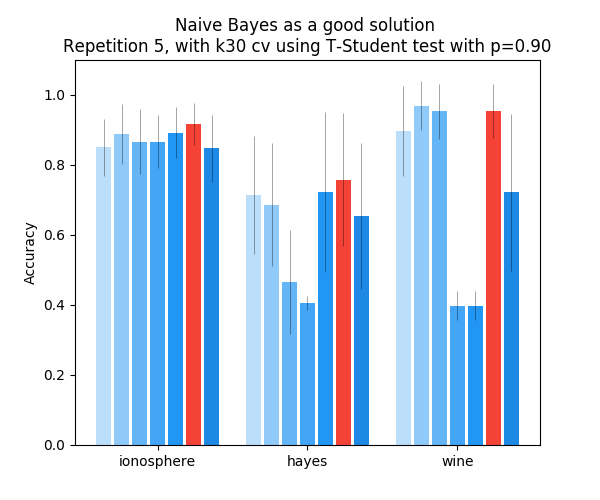 Naive Bayes as a good solution
Repetition 5, with k30 cv using T-Student test with p=0.90
1.0
0.8
0.6
0.4
0.2
0.0
Accuracy
ionosphere
hayes
wine